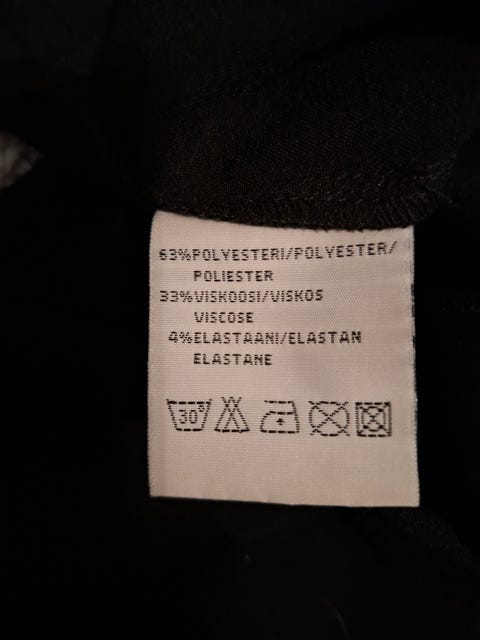 63%POLYESTERI/POLYESTER/
POLIESTER
33%VISKOOSI/VISKOS
VISCOSE
4%ELASTAANI/ELASTAN
ELASTANE
30°